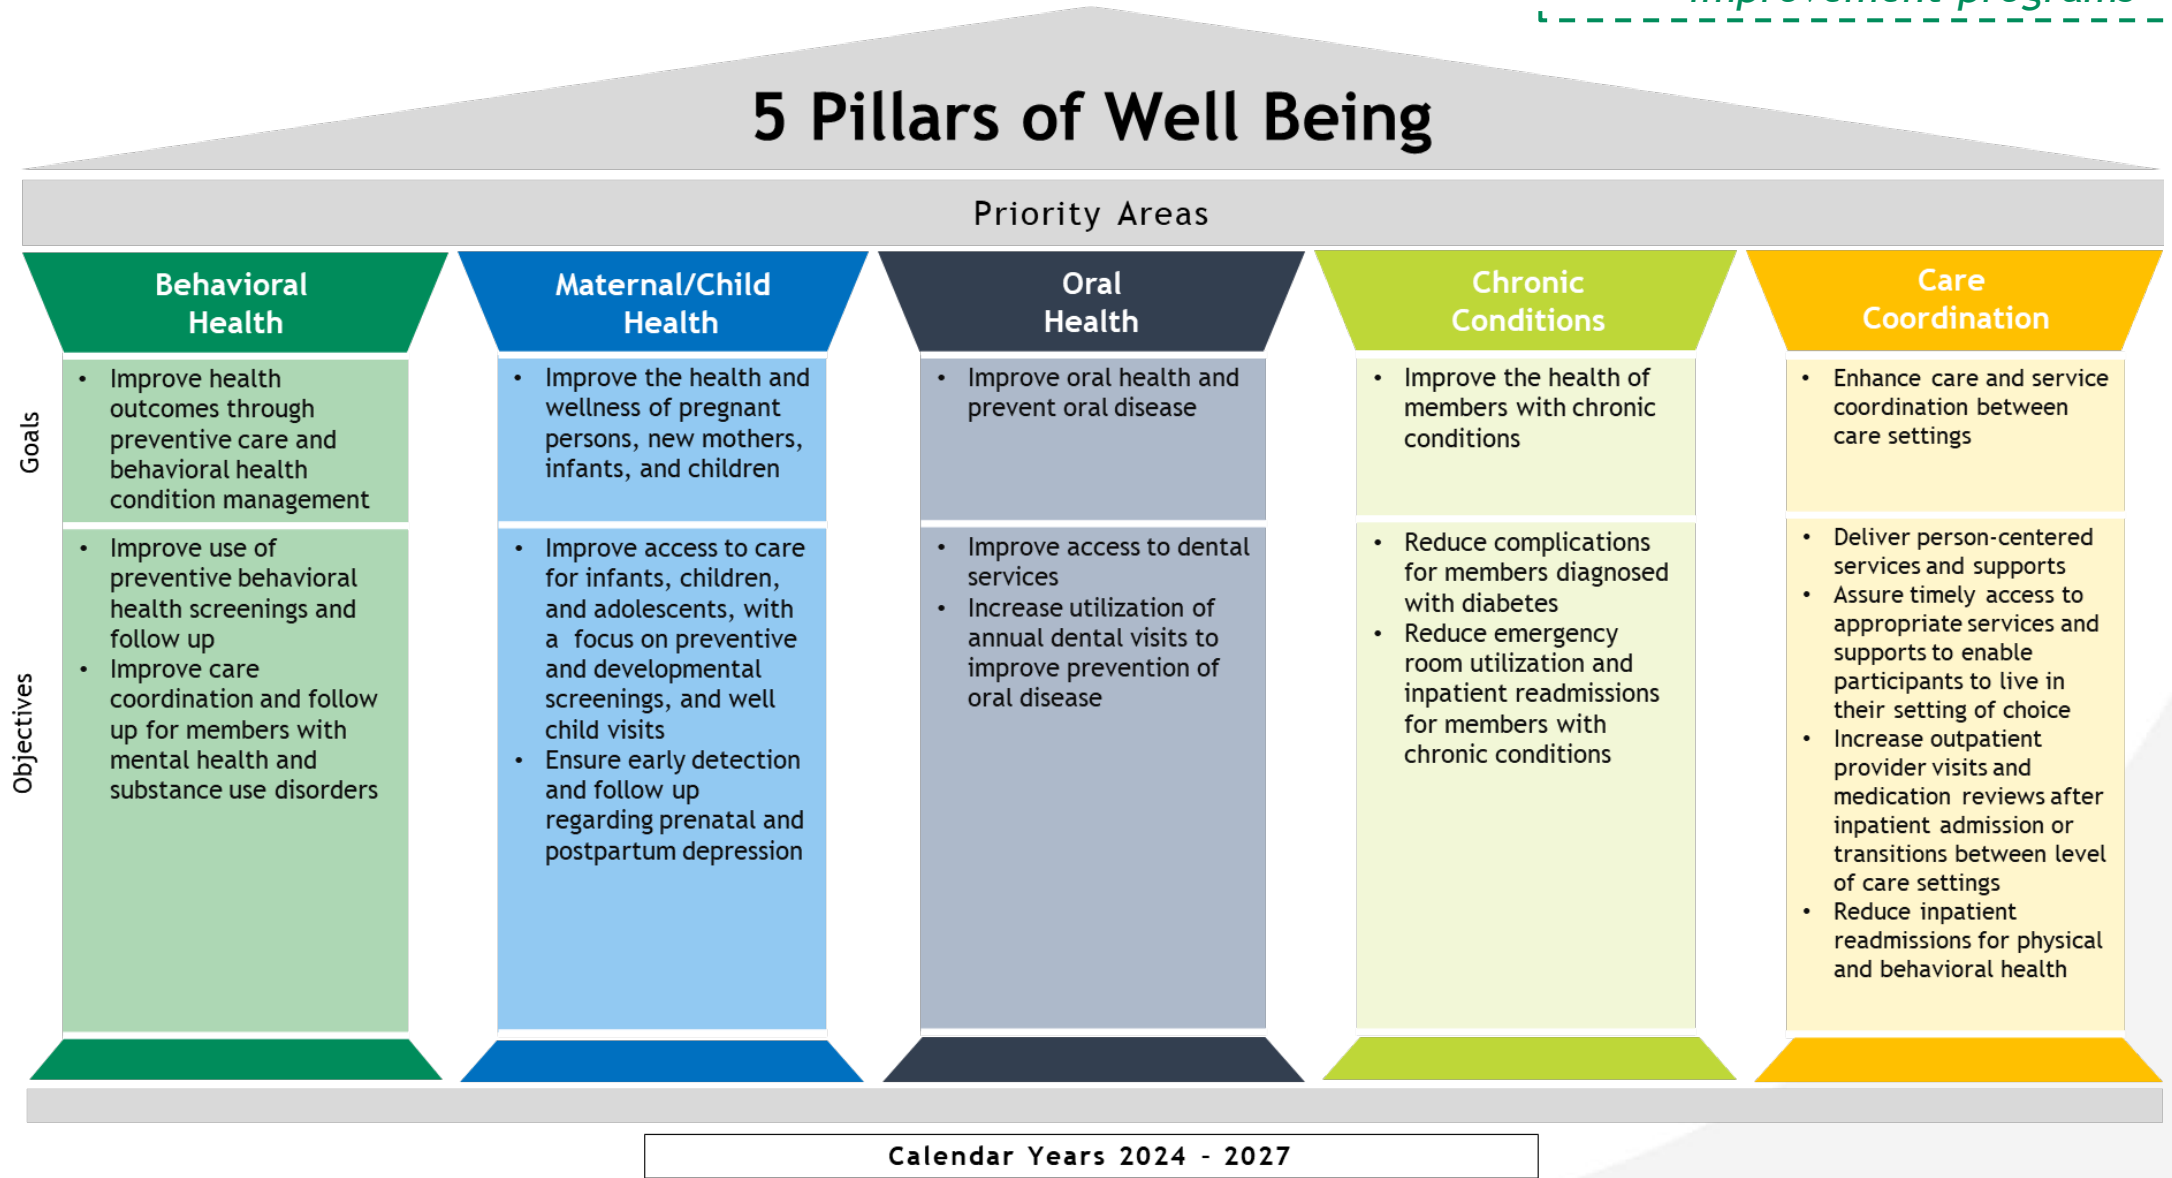 improvement programs
5 Pillars of Well Being
Priority Areas
Behavioral
Health
Maternal/Child
Health
Oral
Health
Chronic
Conditions
Care
Coordination
Goals
• Improve health
outcomes through
preventive care and
behavioral health
condition management
• Improve the health and
wellness of pregnant
persons, new mothers,
infants, and children
• Improve oral health and
prevent oral disease
• Improve the health of
members with chronic
conditions
• Enhance care and service
coordination between
care settings
Objectives
• Improve use of
preventive behavioral
health screenings and
follow up
• Improve care
coordination and follow
up for members with
mental health and
substance use disorders
• Improve access to care
for infants, children,
and adolescents, with
a focus on preventive
and developmental
screenings, and well
child visits
• Ensure early detection
and follow up
regarding prenatal and
postpartum depression
• Improve access to dental
services
• Increase utilization of
annual dental visits to
improve prevention of
oral disease
• Reduce complications
for members diagnosed
with diabetes
• Reduce emergency
room utilization and
inpatient readmissions
for members with
chronic conditions
• Deliver person-centered
services and supports
• Assure timely access to
appropriate services and
supports to enable
participants to live in
their setting of choice
• Increase outpatient
provider visits and
medication reviews after
inpatient admission or
transitions between level
of care settings
• Reduce inpatient
readmissions for physical
and behavioral health
Calendar Years 2024 - 2027